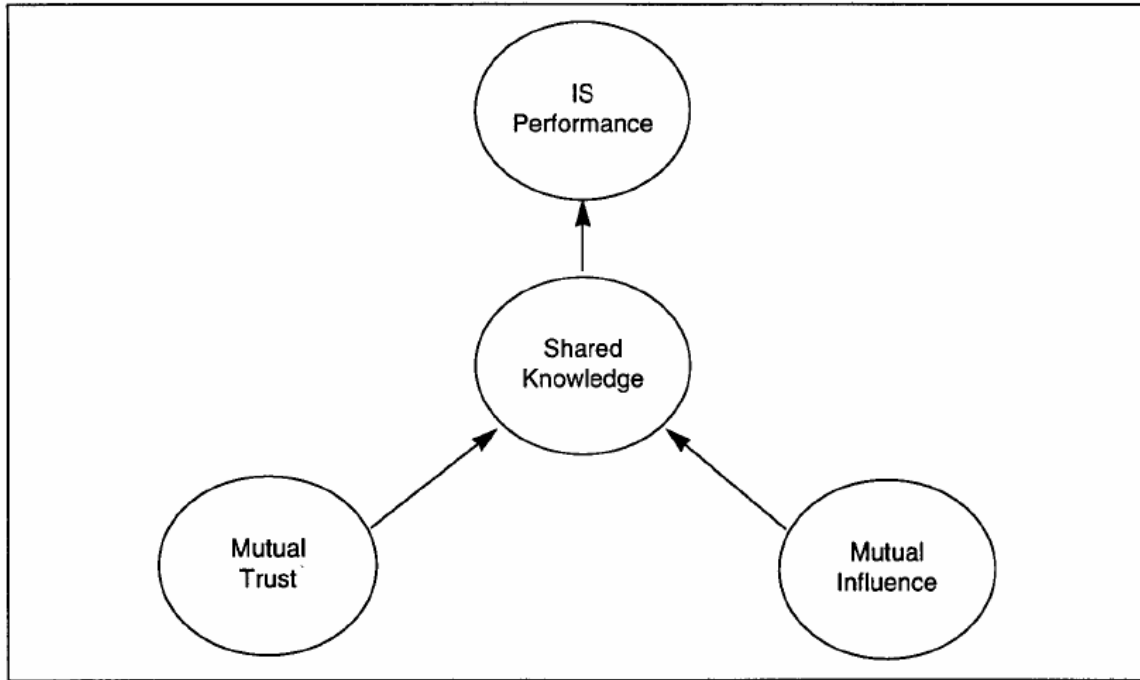 IS
Performance
Shared
Knowledge
Mutual
Trust
Mutual
Influence